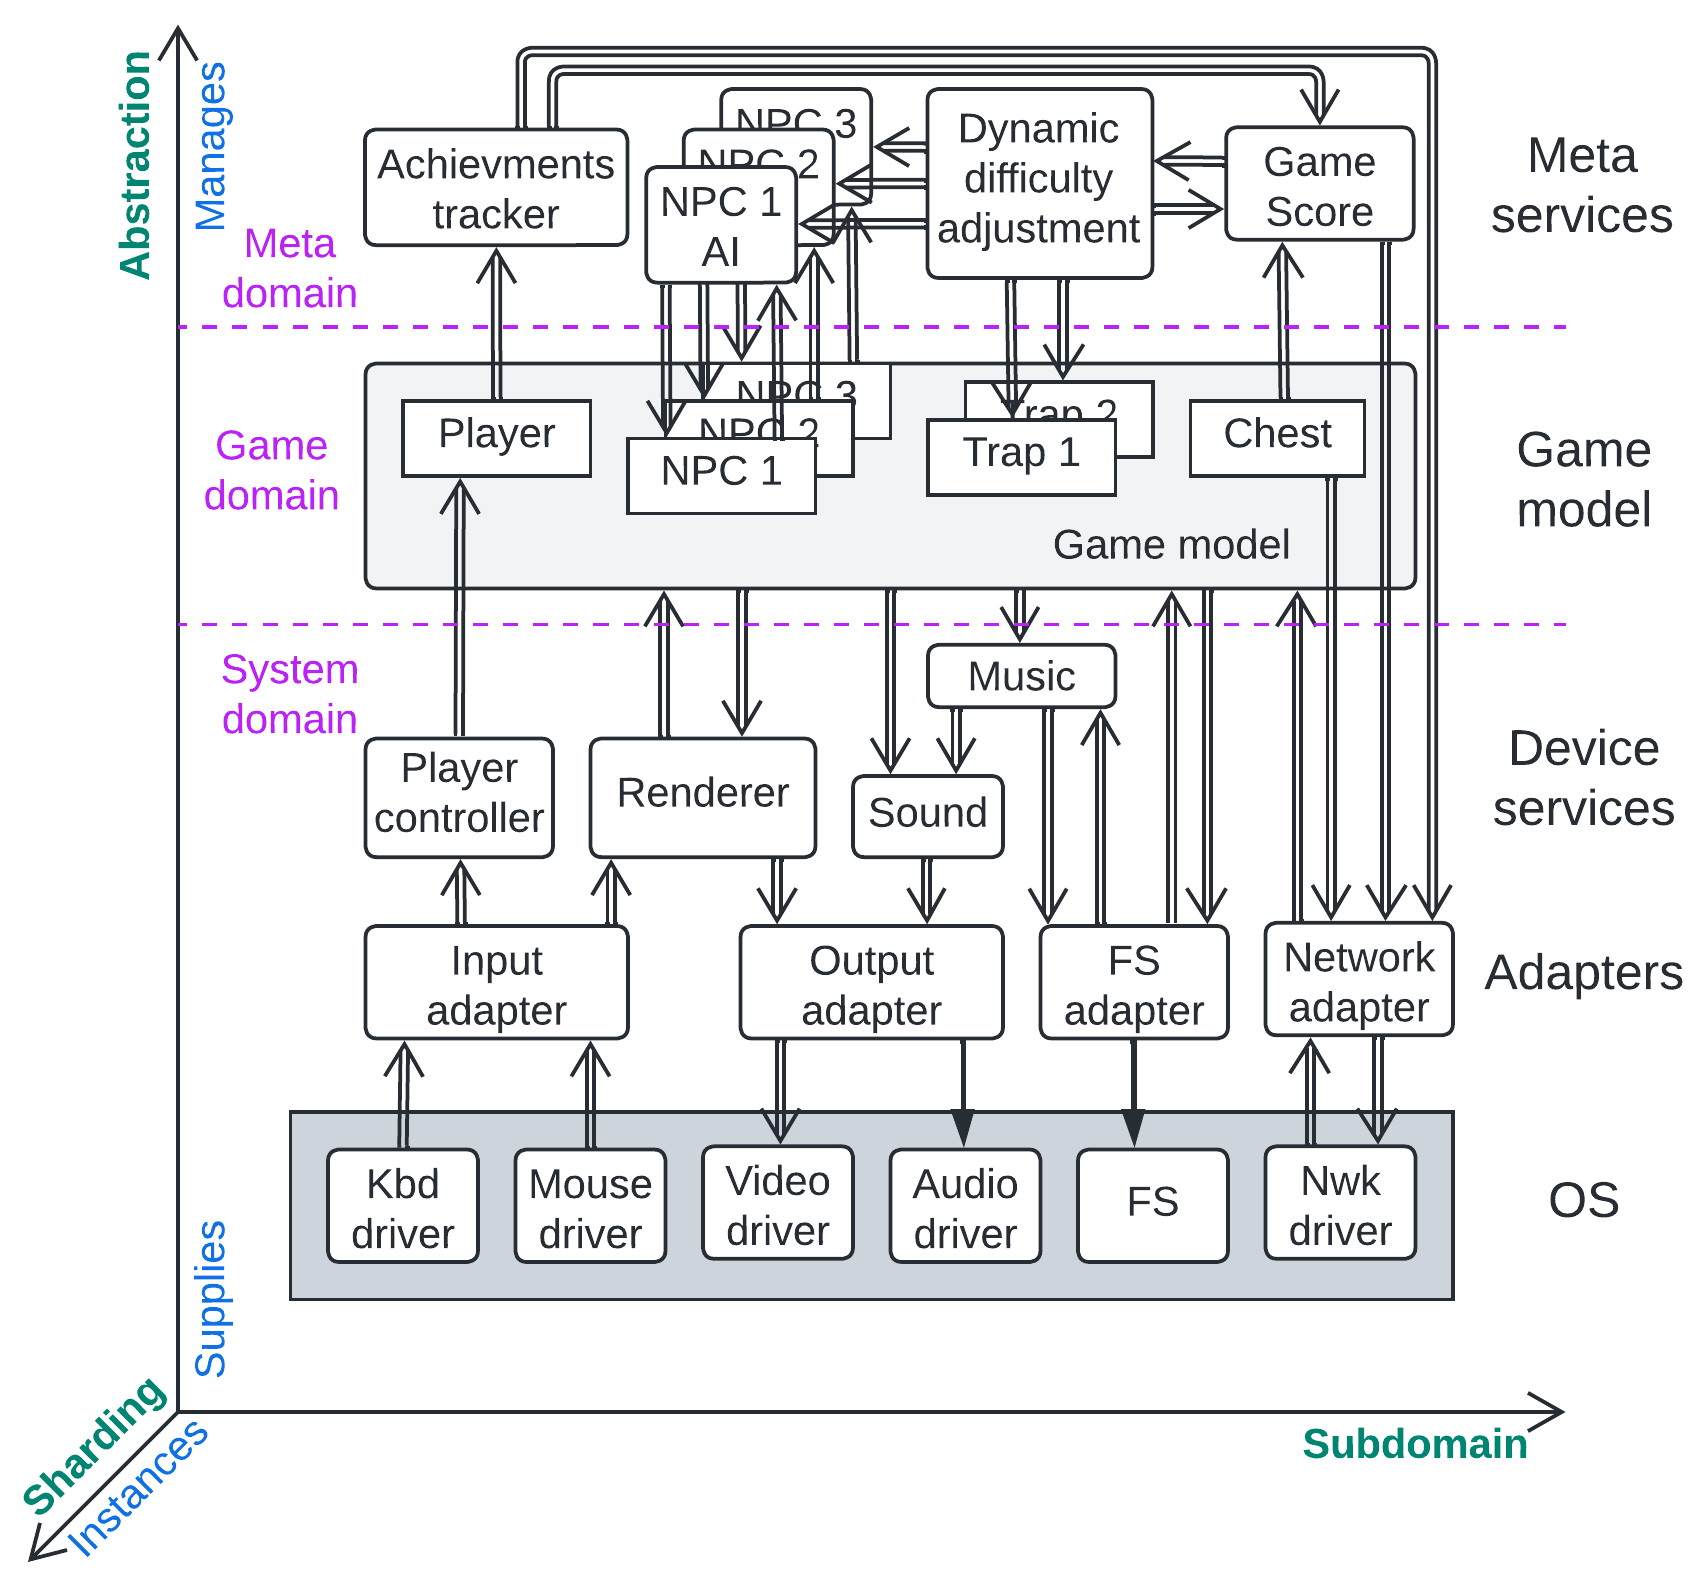 Abstraction
Manages
Meta
domain
Achievments
tracker
NPC 3
NPC 2
NPC 1
AI
Dynamic
difficulty
adjustment
Game
Score
Meta
services
Game
domain
Player
NPC 3
NPC 2
NPC 1
Trap 2
Trap 1
Chest
Game model
Game
model
System
domain
Music
Player
controller
Renderer
Sound
Device
services
Input
adapter
Output
adapter
FS
adapter
Network
adapter
Adapters
Kbd
driver
Mouse
driver
Video
driver
Audio
driver
FS
Nwk
driver
OS
Supplies
Sharding
Instances
Subdomain